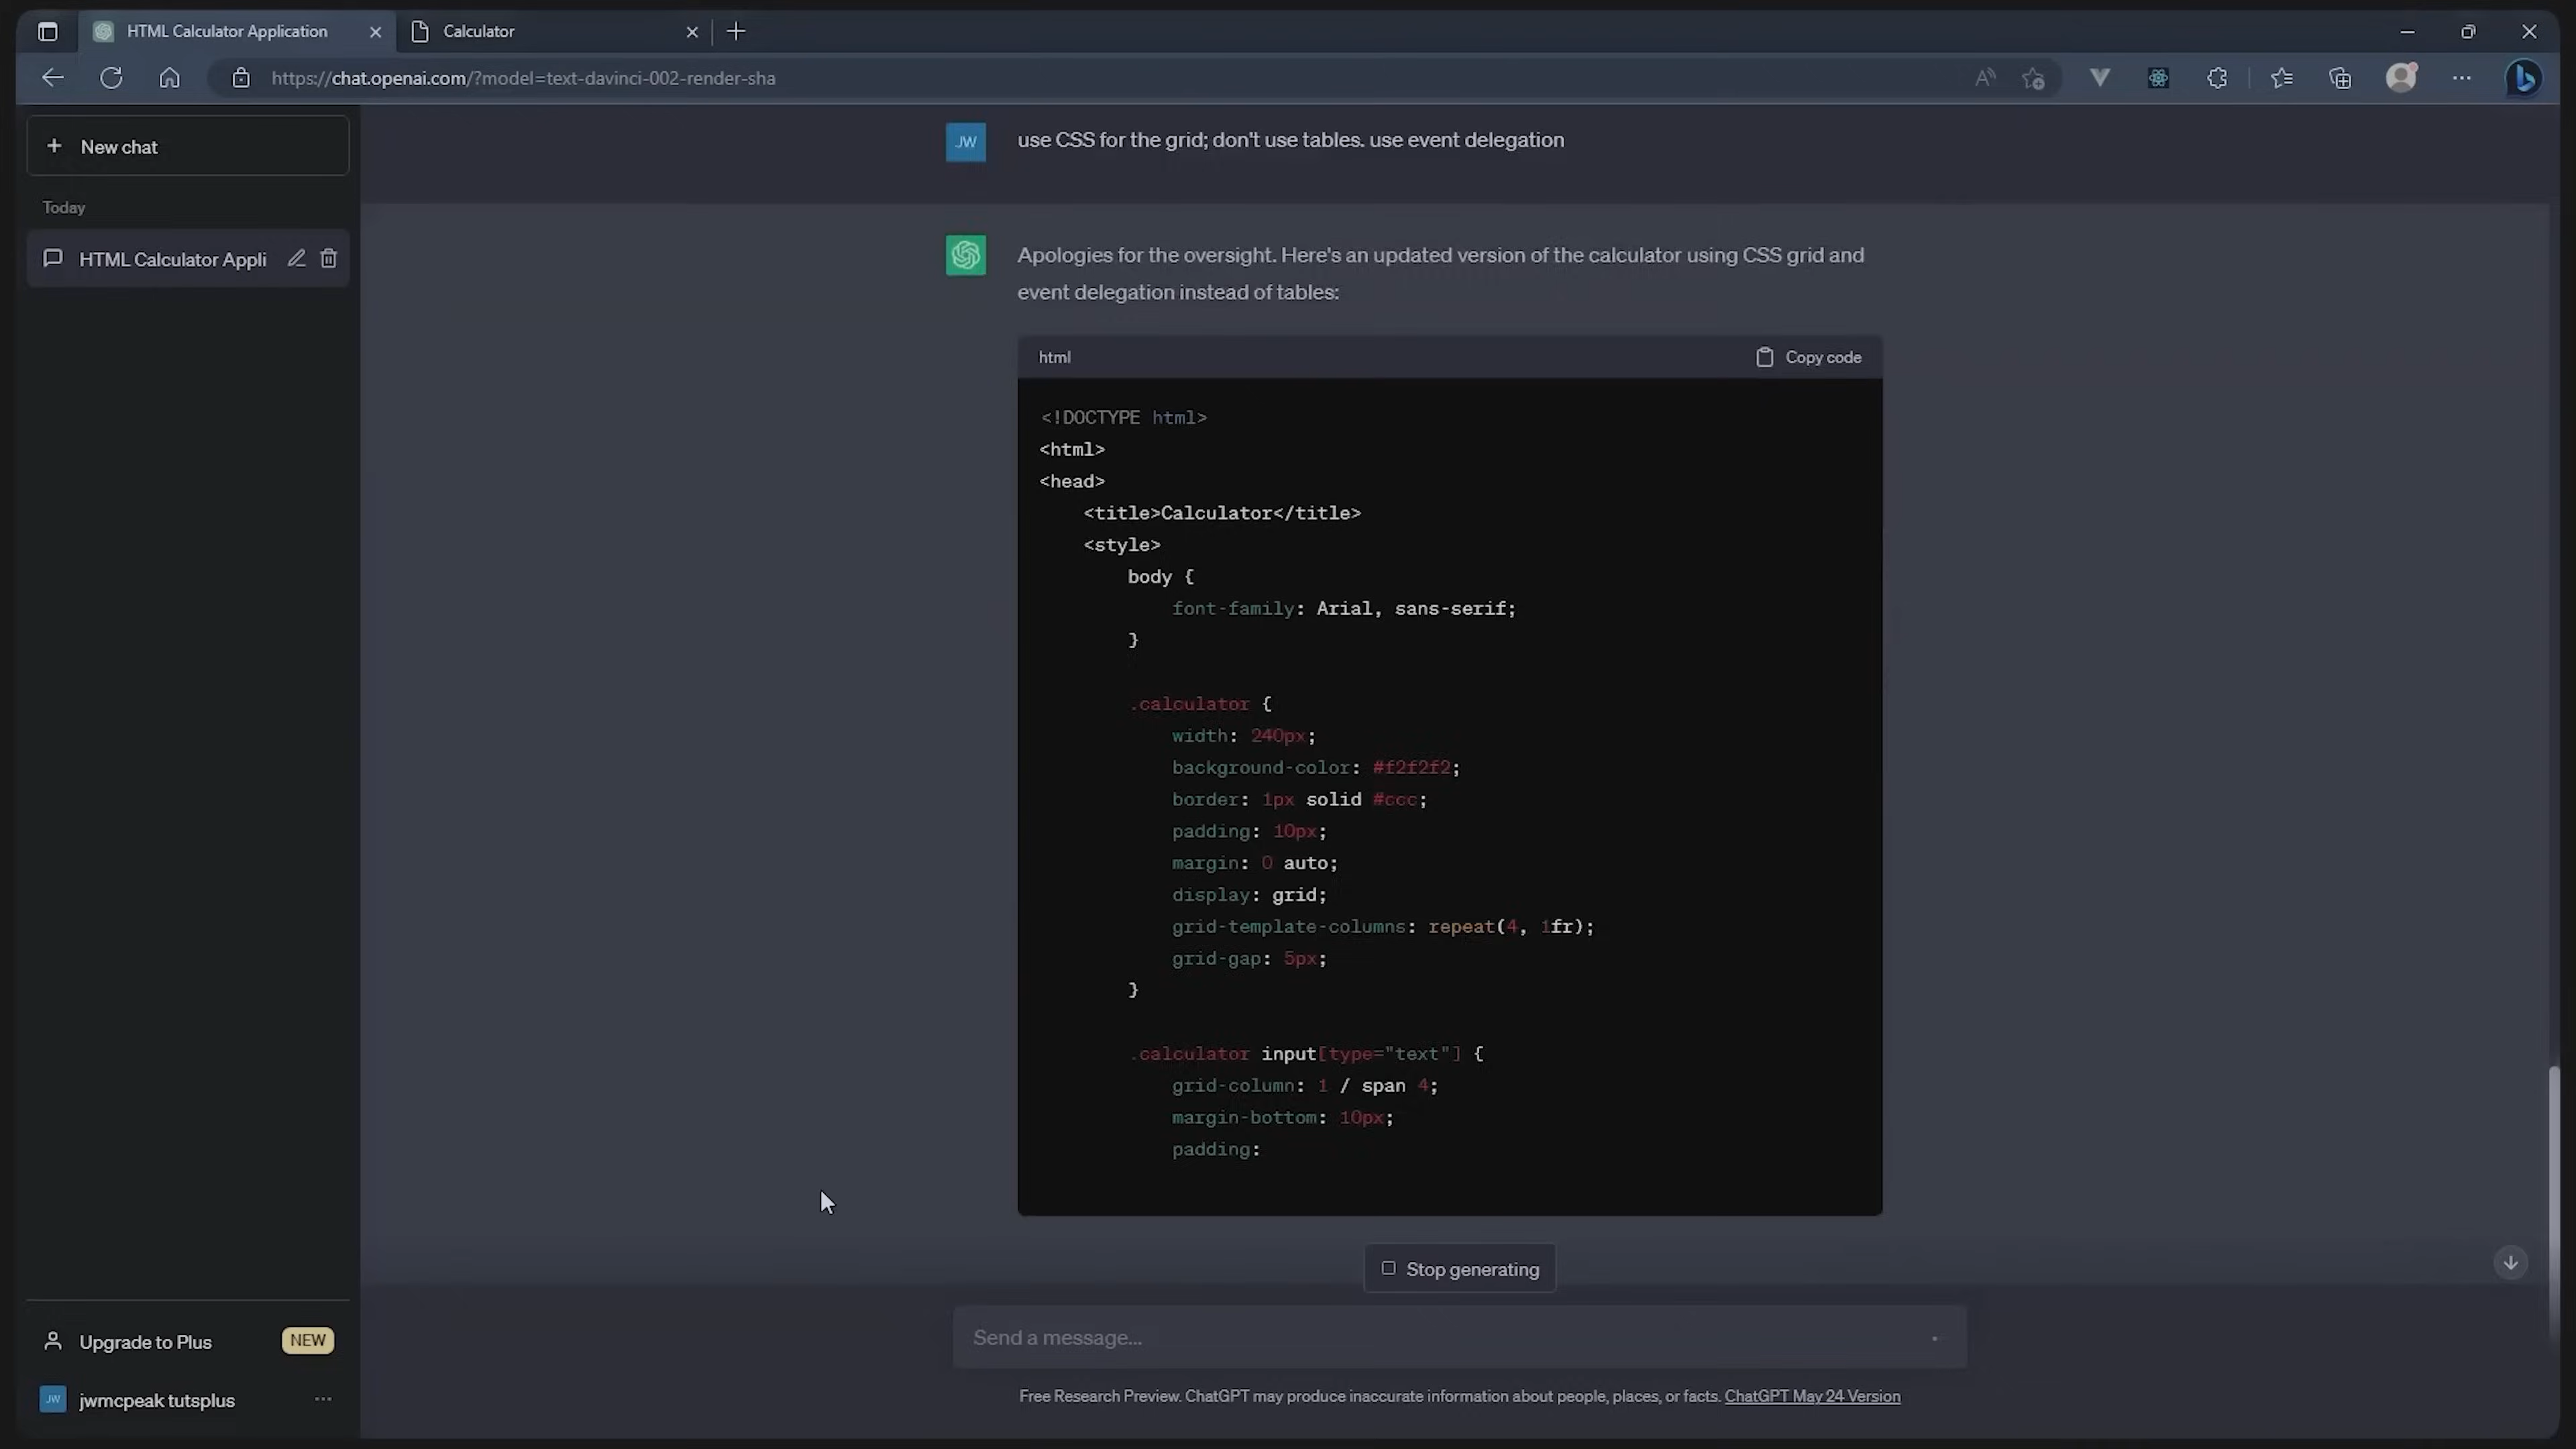 HTML Calculator Application
Calculator
https://chat.openai.com/?model=text-davinci-002-render-sha
New chat
Today
HTML Calculator Appli
JW
use CSS for the grid; don't use tables. use event delegation
Apologies for the oversight. Here's an updated version of the calculator using CSS grid and
event delegation instead of tables:
html
Copy code
<!DOCTYPE html>
<html>
<head>
<title>Calculator</title>
<style>
body {
font-family: Arial, sans-serif;
}
.calculator {
width: 240px;
background-color: #f2f2f2;
border: 1px solid #ccc;
padding: 10px;
margin: 0 auto;
display: grid;
grid-template-columns: repeat(4, 1fr);
grid-gap: 5px;
}
.calculator input[type="text"] {
grid-column: 1 / span 4;
margin-bottom: 10px;
padding:
Stop generating
Send a message...
Free Research Preview. ChatGPT may produce inaccurate information about people, places, or facts. ChatGPT May 24 Version
Upgrade to Plus
NEW
JW
jwmcpeak tutsplus